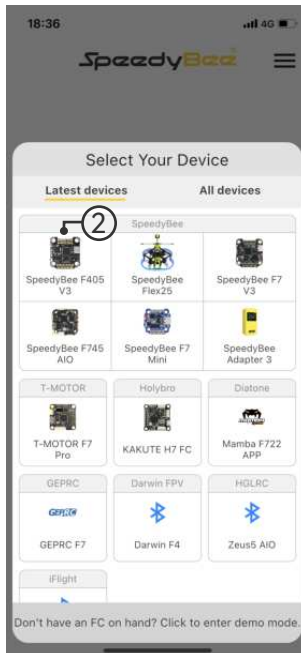 18:36
4G
SpeedyBee
Select Your Device
Latest devices
All devices
2
SpeedyBee
SpeedyBee F405
V3
SpeedyBee
Flex25
SpeedyBee F7
V3
SpeedyBee F745
AIO
SpeedyBee F7
Mini
SpeedyBee
Adapter 3
T-MOTOR
Holybro
Diatone
T-MOTOR F7
Pro
KAKUTE H7 FC
Mamba F722
APP
GEPRC
Darwin FPV
HGLRC
GEPRC
GEPRC F7
Darwin F4
Zeus5 AIO
iFlight
Don't have an FC on hand? Click to enter demo mode.